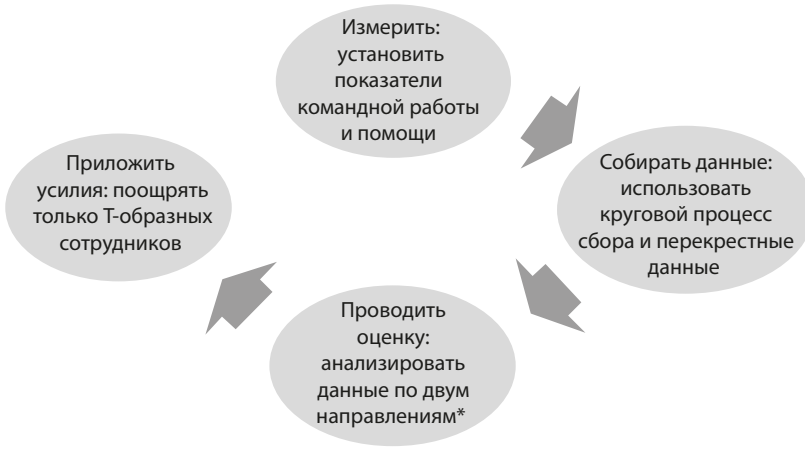 Измерить:
установить
показатели
командной работы
и помощи
Собирать данные:
использовать
круговой процесс
сбора и перекрестные
данные
Проводить
оценку:
анализировать
данные по двум
направлениям*
Приложить
усилия: поощрять
только Т-образных
сотрудников